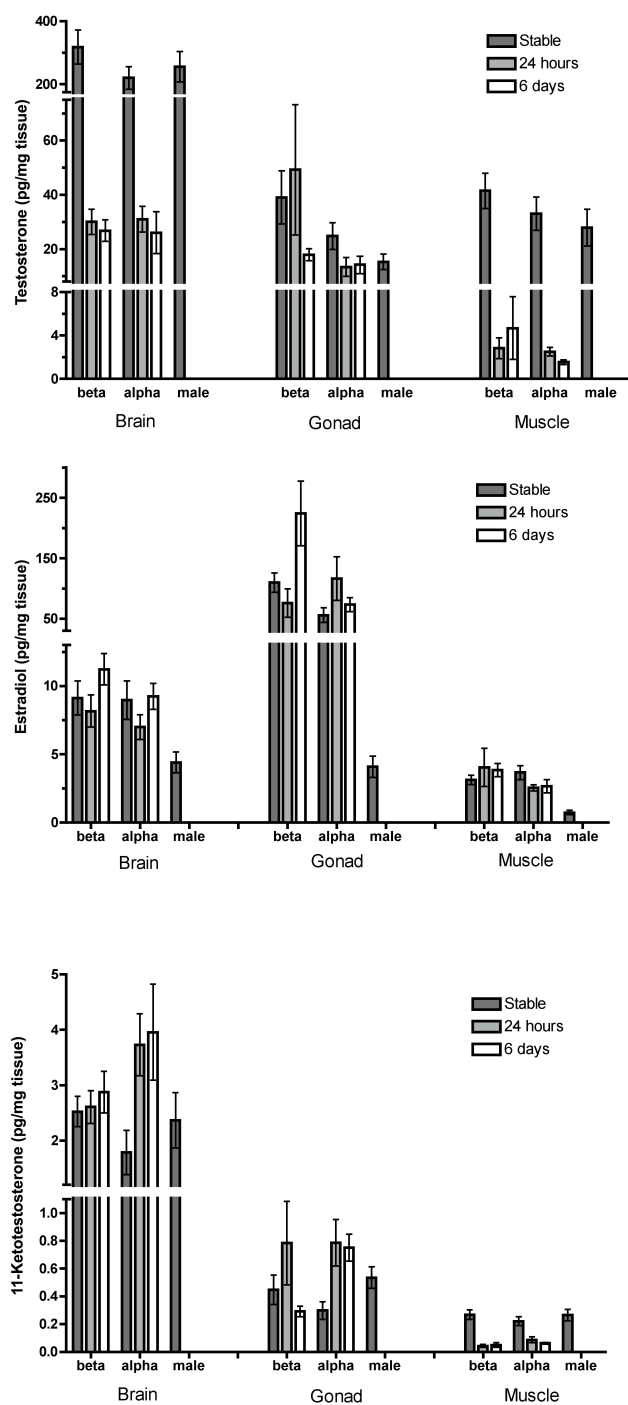 Testosterone (pg/mg tissue)
400
200
60
40
20
8
4
0
Stable
24 hours
6 days
beta alpha male beta alpha male beta alpha male
Brain Gonad Muscle
Estradiol (pg/mg tissue)
250
150
50
10
5
0
Stable
24 hours
6 days
beta alpha male beta alpha male beta alpha male
Brain Gonad Muscle
11-Ketotestosterone (pg/mg tissue)
5
4
3
2
1.0
0.8
0.6
0.4
0.2
0.0
Stable
24 hours
6 days
beta alpha male beta alpha male beta alpha male
Brain Gonad Muscle